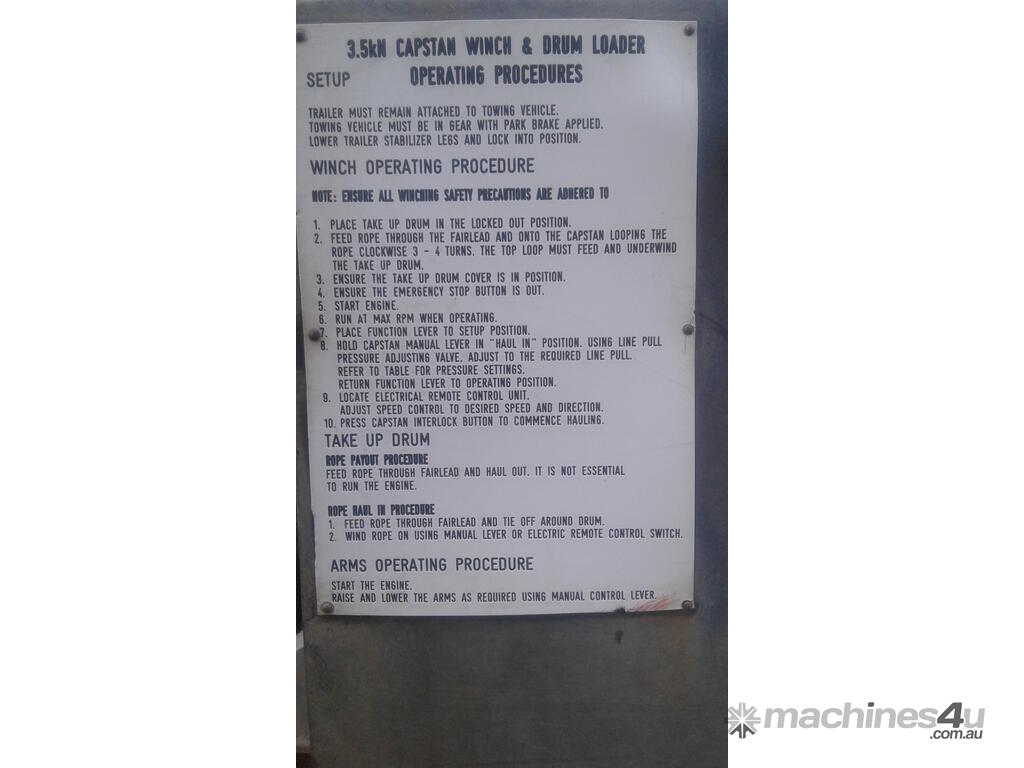 3.5kN CAPSTAN WINCH & DRUM LOADER
SETUP OPERATING PROCEDURES
TRAILER MUST REMAIN ATTACHED TO TOWING VEHICLE.
TOWING VEHICLE MUST BE IN GEAR WITH PARK BRAKE APPLIED.
LOWER TRAILER STABILIZER LEGS AND LOCK INTO POSITION.
WINCH OPERATING PROCEDURE
NOTE: ENSURE ALL WINCHING SAFETY PRECAUTIONS ARE ADHERED TO
1. PLACE TAKE UP DRUM IN THE LOCKED OUT POSITION.
2. FEED ROPE THROUGH THE FAIRLEAD AND ONTO THE CAPSTAN LOOPING THE
ROPE CLOCKWISE 3 - 4 TURNS. THE TOP LOOP MUST FEED AND UNDERWIND
THE TAKE UP DRUM.
3. ENSURE THE TAKE UP DRUM COVER IS IN POSITION.
4. ENSURE THE EMERGENCY STOP BUTTON IS OUT.
5. START ENGINE.
6. RUN AT MAX RPM WHEN OPERATING.
7. PLACE FUNCTION LEVER TO SETUP POSITION.
8. HOLD CAPSTAN MANUAL LEVER IN "HAUL IN" POSITION. USING LINE PULL
PRESSURE ADJUSTING VALVE, ADJUST TO THE REQUIRED LINE PULL.
REFER TO TABLE FOR PRESSURE SETTINGS.
RETURN FUNCTION LEVER TO OPERATING POSITION.
9. LOCATE ELECTRICAL REMOTE CONTROL UNIT.
ADJUST SPEED CONTROL TO DESIRED SPEED AND DIRECTION.
10. PRESS CAPSTAN INTERLOCK BUTTON TO COMMENCE HAULING.
TAKE UP DRUM
ROPE PAYOUT PROCEDURE
FEED ROPE THROUGH FAIRLEAD AND HAUL OUT. IT IS NOT ESSENTIAL
TO RUN THE ENGINE.
ROPE HAUL IN PROCEDURE
1. FEED ROPE THROUGH FAIRLEAD AND TIE OFF AROUND DRUM.
2. WIND ROPE ON USING MANUAL LEVER OR ELECTRIC REMOTE CONTROL SWITCH.
ARMS OPERATING PROCEDURE
START THE ENGINE.
RAISE AND LOWER THE ARMS AS REQUIRED USING MANUAL CONTROL LEVER.
machines4u
.com.au